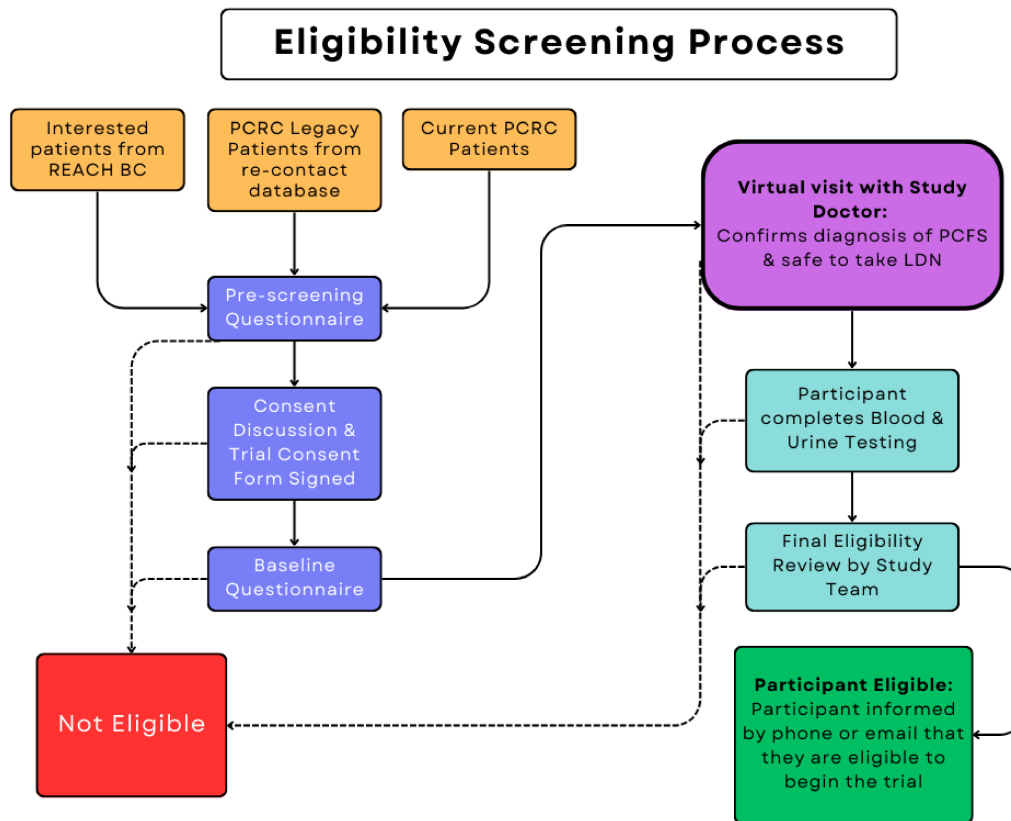 Eligibility Screening Process
Interested
patients from
REACH BC
PCRC Legacy
Patients from
re-contact
database
Current PCRC
Patients
Virtual visit with Study
Doctor:
Confirms diagnosis of PCFS
& safe to take LDN
Pre-screening
Questionnaire
Consent
Discussion &
Trial Consent
Form Signed
Baseline
Questionnaire
Participant
completes Blood &
Urine Testing
Final Eligibility
Review by Study
Team
Not Eligible
Participant Eligible:
Participant informed
by phone or email that
they are eligible to
begin the trial